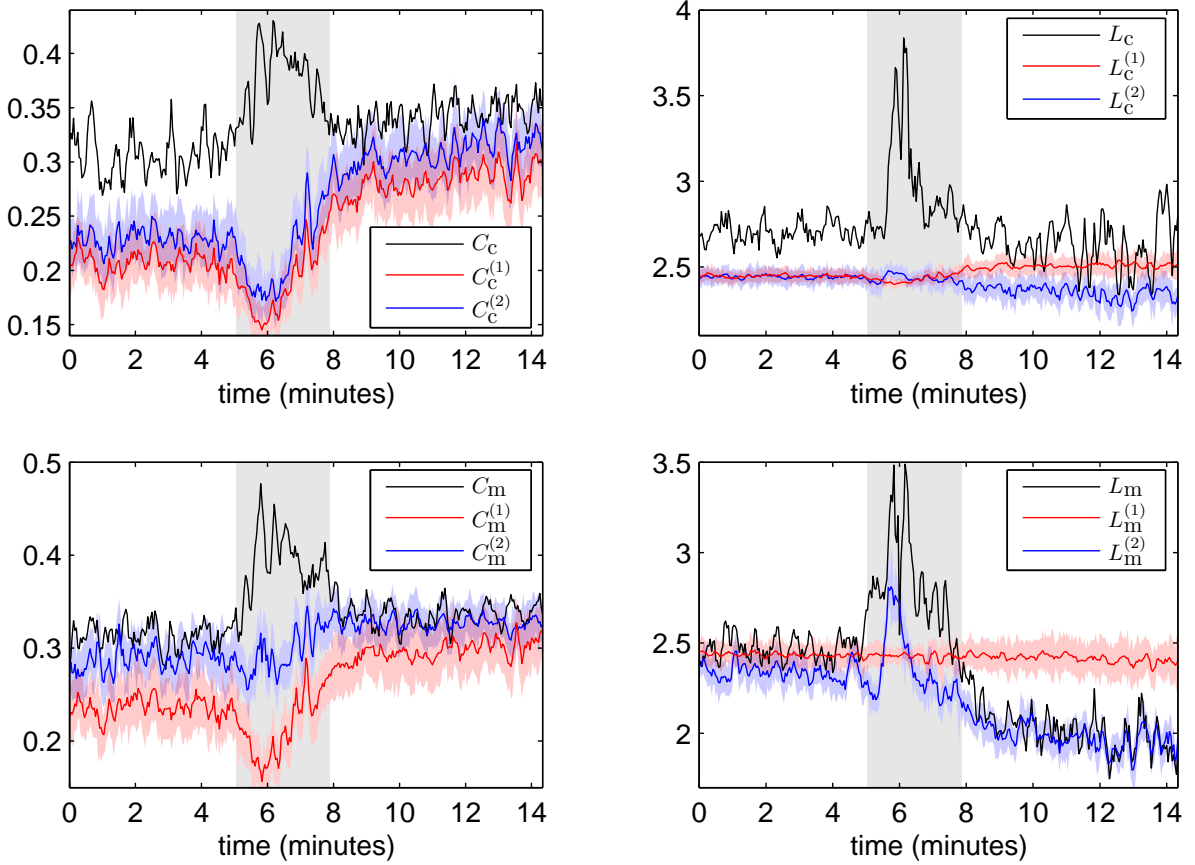 0.4
0.35
0.3
0.25
0.2
0.15
C_c
C_c^(1)
C_c^(2)
0 2 4 6 8 10 12 14
time (minutes)
4
3.5
3
2.5
L_c
L_c^(1)
L_c^(2)
0 2 4 6 8 10 12 14
time (minutes)
0.5
0.4
0.3
0.2
C_m
C_m^(1)
C_m^(2)
0 2 4 6 8 10 12 14
time (minutes)
3.5
3
2.5
2
L_m
L_m^(1)
L_m^(2)
0 2 4 6 8 10 12 14
time (minutes)